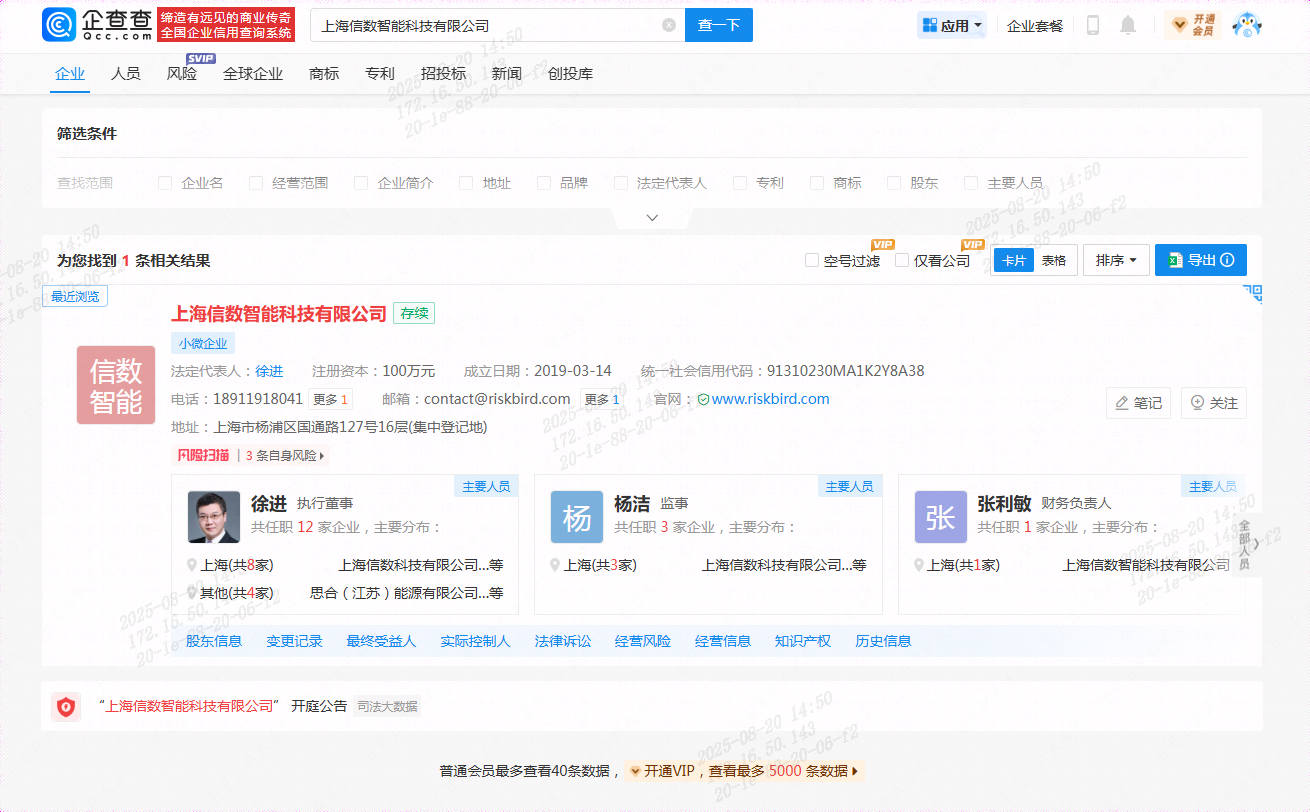 企查查
Qcc.com
缔造有远见的商业传奇
全国企业信用查询系统
上海信数智能科技有限公司
查一下
应用
企业套餐
开通会员
企业 人员 风险 SVIP 全球企业 商标 专利 招投标 新闻 创投库
筛选条件
查找范围 企业名 经营范围 企业简介 地址 品牌 法定代表人 专利 商标 股东 主要人员
为您找到 1 条相关结果
空号过滤 VIP 仅看公司 VIP 卡片 表格 排序 导出
最近浏览
上海信数智能科技有限公司 存续
小微企业
信数
智能
法定代表人：徐进 注册资本：100万元 成立日期：2019-03-14 统一社会信用代码：91310230MA1K2Y8A38
电话：18911918041 更多 1 邮箱：contact@riskbird.com 更多 1 官网：www.riskbird.com
地址：上海市杨浦区国通路127号16层(集中登记地)
笔记 关注
风险扫描 3 条自身风险
主要人员
徐进 执行董事
共任职 12 家企业，主要分布：
上海(共8家) 上海信数科技有限公司...等
其他(共4家) 思合（江苏）能源有限公司...等
主要人员
杨
杨洁 监事
共任职 3 家企业，主要分布：
上海(共3家) 上海信数科技有限公司...等
主要人员
张
张利敏 财务负责人
共任职 1 家企业，主要分布：
上海(共1家) 上海信数智能科技有限公司
全部人员
股东信息 变更记录 最终受益人 实际控制人 法律诉讼 经营风险 经营信息 知识产权 历史信息
“上海信数智能科技有限公司” 开庭公告 司法大数据
普通会员最多查看40条数据， 开通VIP，查看最多 5000 条数据
2025-08-20 14:50
172.16.50.143
20-1e-88-20-06-f2